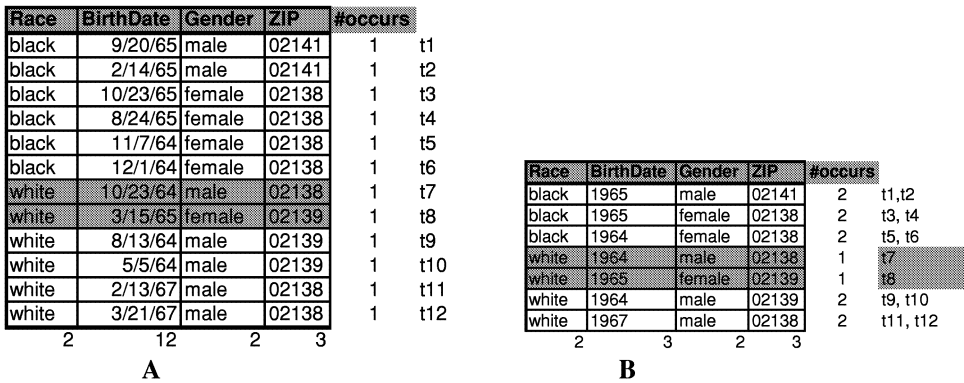 Race BirthDate Gender ZIP #occurs
black 9/20/65 male 02141 1 t1
black 2/14/65 male 02141 1 t2
black 10/23/65 female 02138 1 t3
black 8/24/65 female 02138 1 t4
black 11/7/64 female 02138 1 t5
black 12/1/64 female 02138 1 t6
white 10/23/64 male 02138 1 t7
white 3/15/65 female 02139 1 t8
white 8/13/64 male 02139 1 t9
white 5/5/64 male 02139 1 t10
white 2/13/67 male 02138 1 t11
white 3/21/67 male 02138 1 t12
2 12 2 3
A
Race BirthDate Gender ZIP #occurs
black 1965 male 02141 2 t1,t2
black 1965 female 02138 2 t3, t4
black 1964 female 02138 2 t5, t6
white 1964 male 02138 1 t7
white 1965 female 02139 1 t8
white 1964 male 02139 2 t9, t10
white 1967 male 02138 2 t11, t12
2 3 2 3
B